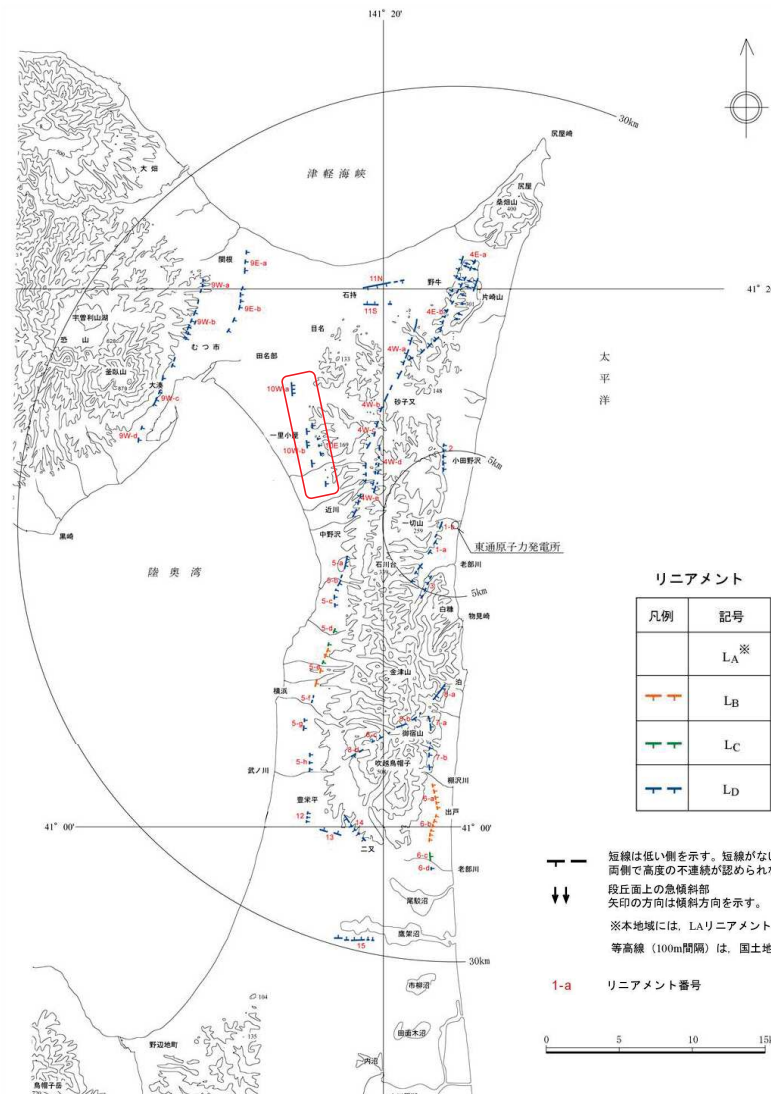 141° 20'
30km
尻屋崎
尻屋
桑畑山
400
大畑
500
津軽海峡
関根
9E-a
9W-a
石持
11N
野牛
4E-a
片崎山
41° 2
宇曽利山湖
9E-b
11S
4E-b
恐山
9W-b
むつ市
目名
釜臥山
田名部
133
4W-a
太平洋
大湊
9W-c
10W-a
4W-b
砂子又
148
9W-d
一里小屋
10W-b
10E
4W-c
4W-d
2
小田野沢
5km
4W-e
近川
中野沢
一切山
259
1-b
東通原子力発電所
黒崎
1-a
陸奥湾
5-a
石川台
老部川
5-b
5-c
5km
白糠
物見崎
5-d
5-e
金津山
泊
横浜
5-f
5-g
御宿山
7-a
5-h
吹越烏帽子
7-b
武ノ川
棚沢川
豊栄平
6-a
出戸
12
14
6-b
41° 00'
13
二又
6-c
6-d
老部川
尾駮沼
鷹架沼
15
30km
市柳沼
104
135
田面木沼
野辺地町
内沼
烏帽子岳
リニアメント
凡例 記号
LA※
LB
LC
LD
短線は低い側を示す。短線がない
両側で高度の不連続が認められ
段丘面上の急傾斜部
矢印の方向は傾斜方向を示す。
※本地域には，LAリニアメント
等高線（100m間隔）は，国土地
1-a リニアメント番号
0 5 10 15